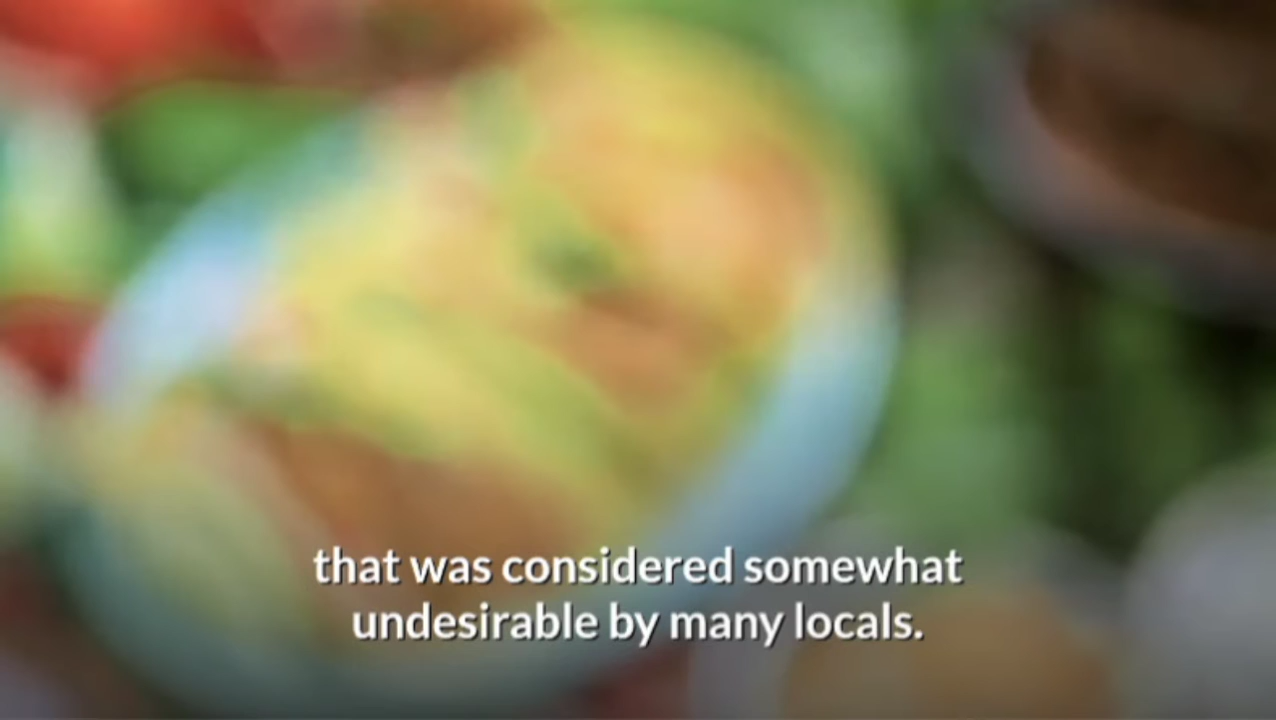 that was considered somewhat
undesirable by many locals.